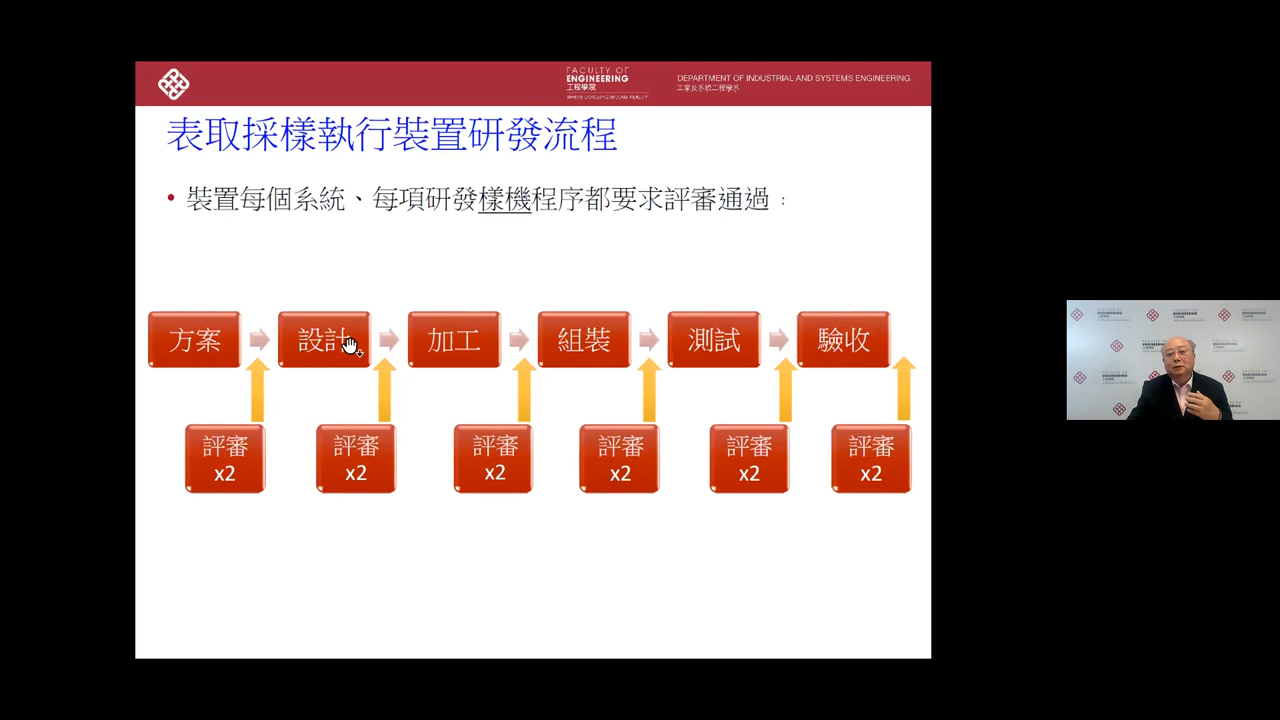 FACULTY OF
ENGINEERING
工程學院
DEPARTMENT OF INDUSTRIAL AND SYSTEMS ENGINEERING
工業及系統工程學系
表取採樣執行裝置研發流程
• 裝置每個系統、每項研發樣機程序都要求評審通過：
方案 設計 加工 組裝 測試 驗收
評審 評審 評審 評審 評審 評審
x2 x2 x2 x2 x2 x2